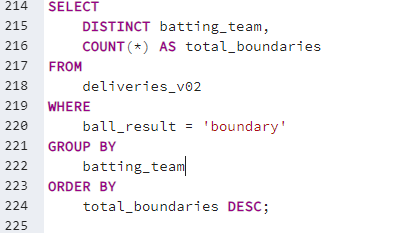 214 SELECT
215 DISTINCT batting_team,
216 COUNT(*) AS total_boundaries
217 FROM
218 deliveries_v02
219 WHERE
220 ball_result = 'boundary'
221 GROUP BY
222 batting_team
223 ORDER BY
224 total_boundaries DESC;
225